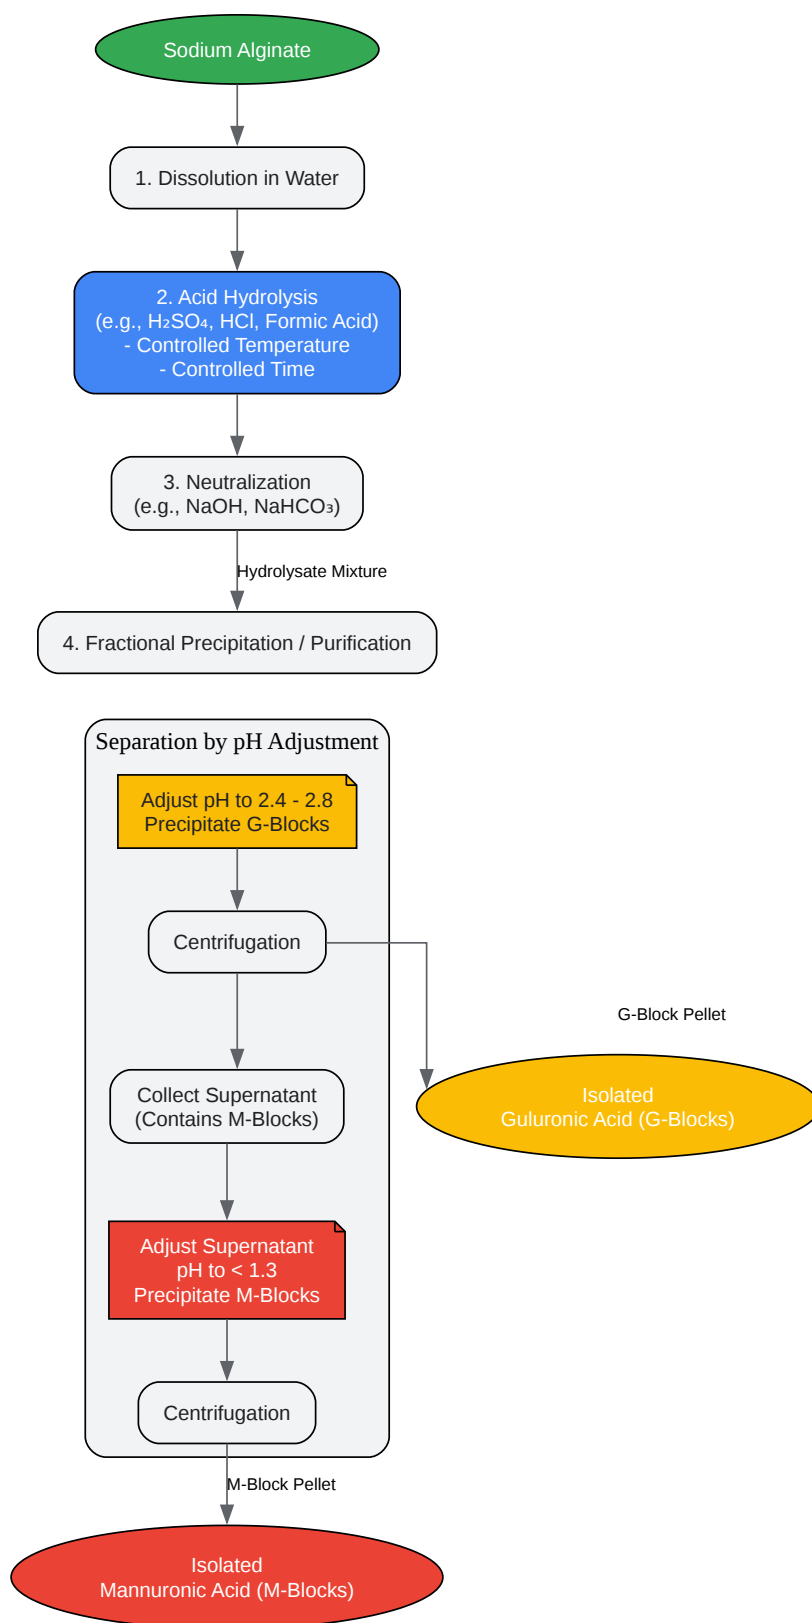 Sodium Alginate
1. Dissolution in Water
2. Acid Hydrolysis
(e.g., H₂SO₄, HCl, Formic Acid)
- Controlled Temperature
- Controlled Time
3. Neutralization
(e.g., NaOH, NaHCO₃)
Hydrolysate Mixture
4. Fractional Precipitation / Purification
Separation by pH Adjustment
Adjust pH to 2.4 - 2.8
Precipitate G-Blocks
Centrifugation
G-Block Pellet
Isolated
Guluronic Acid (G-Blocks)
Collect Supernatant
(Contains M-Blocks)
Adjust Supernatant
pH to < 1.3
Precipitate M-Blocks
Centrifugation
M-Block Pellet
Isolated
Mannuronic Acid (M-Blocks)